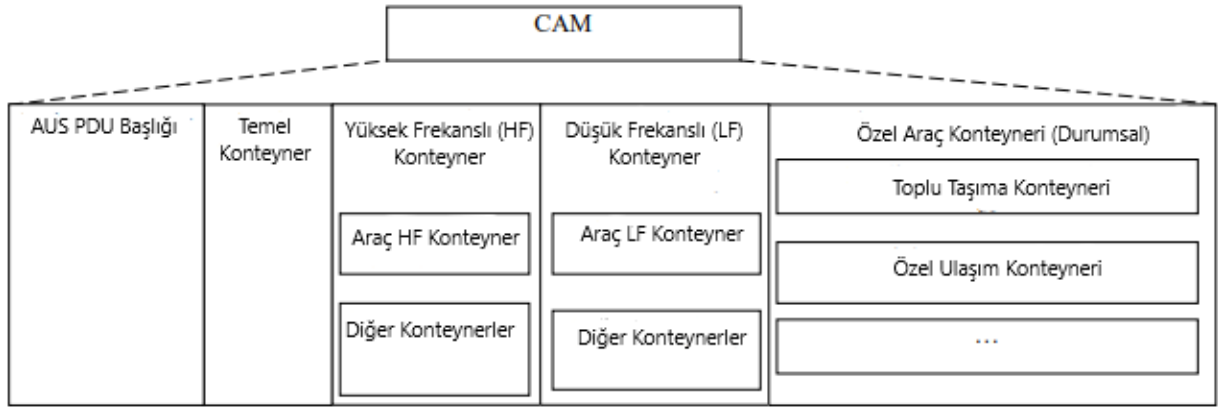 CAM
AUS PDU Başlığı
Temel
Konteyner
Yüksek Frekanslı (HF)
Konteyner
Araç HF Konteyner
Diğer Konteynerler
Düşük Frekanslı (LF)
Konteyner
Araç LF Konteyner
Diğer Konteynerler
Özel Araç Konteyneri (Durumsal)
Toplu Taşıma Konteyneri
Özel Ulaşım Konteyneri
...